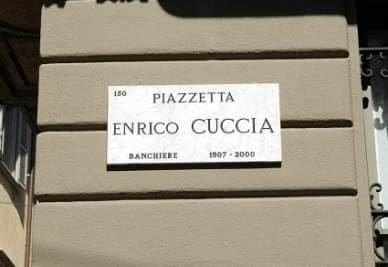 150
PIAZZETTA
ENRICO CUCCIA
BANCHIERE 1907 - 2000